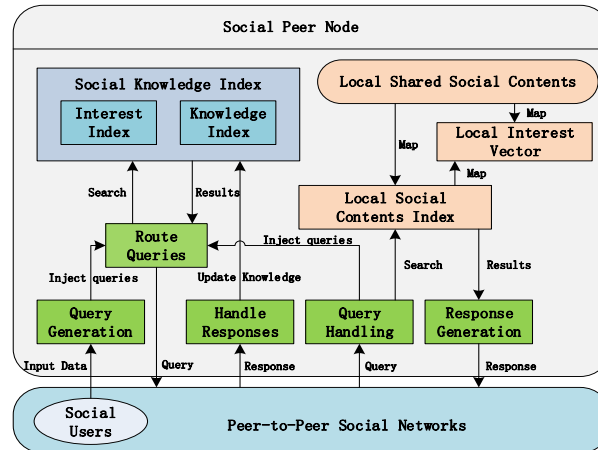 Social Peer Node
Social Knowledge Index
Interest
Index
Knowledge
Index
Local Shared Social Contents
Map
Map
Local Interest
Vector
Map
Local Social
Contents Index
Search
Results
Route
Queries
Inject queries
Inject queries
Update Knowledge
Search
Results
Query
Generation
Handle
Responses
Query
Handling
Response
Generation
Input Data
Query
Response
Query
Response
Social
Users
Peer-to-Peer Social Networks